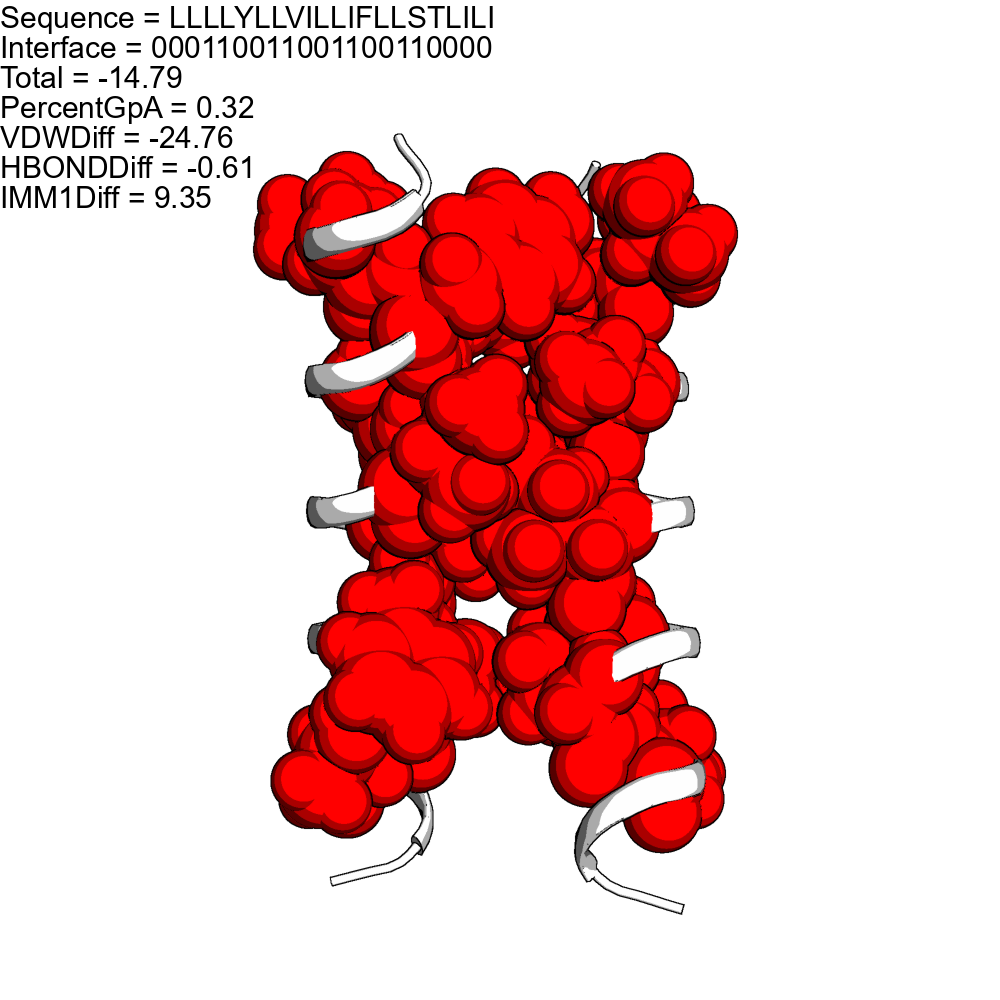 Sequence = LLLLYLLVILLIFLLSTLILI
Interface = 000110011001100110000
Total = -14.79
PercentGpA = 0.32
VDWDiff = -24.76
HBONDDiff = -0.61
IMM1Diff = 9.35